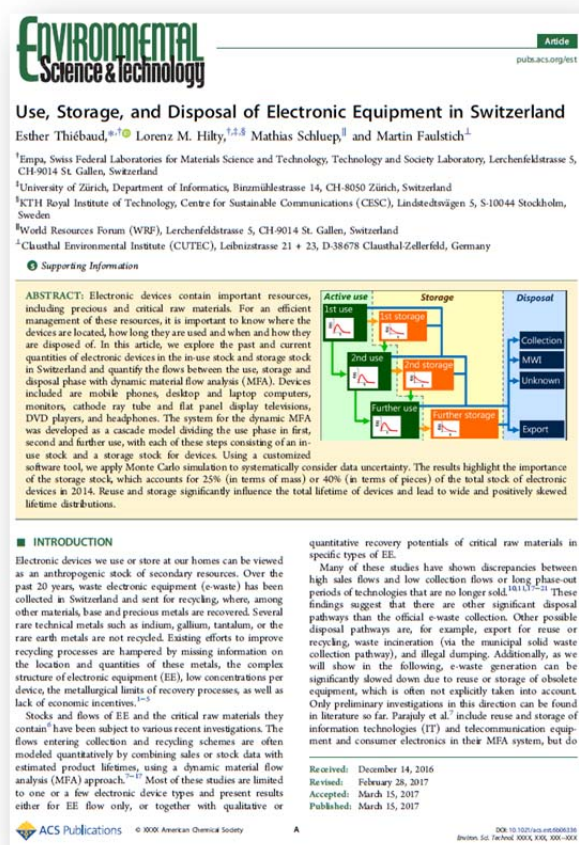 ENVIRONMENTAL
Science & Technology
Article
pubs.acs.org/est
Use, Storage, and Disposal of Electronic Equipment in Switzerland
Esther Thiébaud,*,† Lorenz M. Hilty,†,‡,§ Mathias Schluep,∥ and Martin Faulstich⊥
†Empa, Swiss Federal Laboratories for Materials Science and Technology, Technology and Society Laboratory, Lerchenfeldstrasse 5,
CH-9014 St. Gallen, Switzerland
‡University of Zürich, Department of Informatics, Binzmühlestrasse 14, CH-8050 Zürich, Switzerland
§KTH Royal Institute of Technology, Centre for Sustainable Communications (CESC), Lindstedtsvägen 5, S-10044 Stockholm,
Sweden
∥World Resources Forum (WRF), Lerchenfeldstrasse 5, CH-9014 St. Gallen, Switzerland
⊥Clausthal Environmental Institute (CUTEC), Leibnizstrasse 21 + 23, D-38678 Clausthal-Zellerfeld, Germany
S Supporting Information
ABSTRACT: Electronic devices contain important resources,
including precious and critical raw materials. For an efficient
management of these resources, it is important to know where the
devices are located, how long they are used and when and how they
are disposed of. In this article, we explore the past and current
quantities of electronic devices in the in-use stock and storage stock
in Switzerland and quantify the flows between the use, storage and
disposal phase with dynamic material flow analysis (MFA). Devices
included are mobile phones, desktop and laptop computers,
monitors, cathode ray tube and flat panel display televisions,
DVD players, and headphones. The system for the dynamic MFA
was developed as a cascade model dividing the use phase in first,
second and further use, with each of these steps consisting of an in-
use stock and a storage stock for devices. Using a customized
software tool, we apply Monte Carlo simulation to systematically consider data uncertainty. The results highlight the importance
of the storage stock, which accounts for 25% (in terms of mass) or 40% (in terms of pieces) of the total stock of electronic
devices in 2014. Reuse and storage significantly influence the total lifetime of devices and lead to wide and positively skewed
lifetime distributions.
Active use
Storage
Disposal
1st use
1st storage
2nd use
2nd storage
Further use
Further storage
Collection
MWI
Unknown
Export
■ INTRODUCTION
Electronic devices we use or store at our homes can be viewed
as an anthropogenic stock of secondary resources. Over the
past 20 years, waste electronic equipment (e-waste) has been
collected in Switzerland and sent for recycling, where, among
other materials, base and precious metals are recovered. Several
rare technical metals such as indium, gallium, tantalum, or the
rare earth metals are not recycled. Existing efforts to improve
recycling processes are hampered by missing information on
the location and quantities of these metals, the complex
structure of electronic equipment (EE), low concentrations per
device, the metallurgical limits of recovery processes, as well as
lack of economic incentives.1−5
Stocks and flows of EE and the critical raw materials they
contain6 have been subject to various recent investigations. The
flows entering collection and recycling schemes are often
modeled quantitatively by combining sales or stock data with
estimated product lifetimes, using a dynamic material flow
analysis (MFA) approach.7−17 Most of these studies are limited
to one or a few electronic device types and present results
either for EE flow only, or together with qualitative or
quantitative recovery potentials of critical raw materials in
specific types of EE.
Many of these studies have shown discrepancies between
high sales flows and low collection flows or long phase-out
periods of technologies that are no longer sold.10,11,17−21 These
findings suggest that there are other significant disposal
pathways than the official e-waste collection. Other possible
disposal pathways are, for example, export for reuse or
recycling, waste incineration (via the municipal solid waste
collection pathway), and illegal dumping. Additionally, as we
will show in the following, e-waste generation can be
significantly slowed down due to reuse or storage of obsolete
equipment, which is often not explicitly taken into account.
Only preliminary investigations in this direction can be found
in literature so far. Parajuly et al.7 include reuse and storage of
information technologies (IT) and telecommunication equip-
ment and consumer electronics in their MFA system, but do
Received: December 14, 2016
Revised: February 28, 2017
Accepted: March 15, 2017
Published: March 15, 2017
ACS Publications
© XXXX American Chemical Society
A
DOI: 10.1021/acs.est.6b06336
Environ. Sci. Technol. XXXX, XXX, XXX−XXX